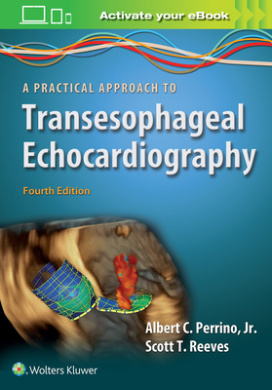 Activate your eBook
A PRACTICAL APPROACH TO
Transesophageal
Echocardiography
Fourth Edition
Albert C. Perrino, Jr.
Scott T. Reeves
Wolters Kluwer